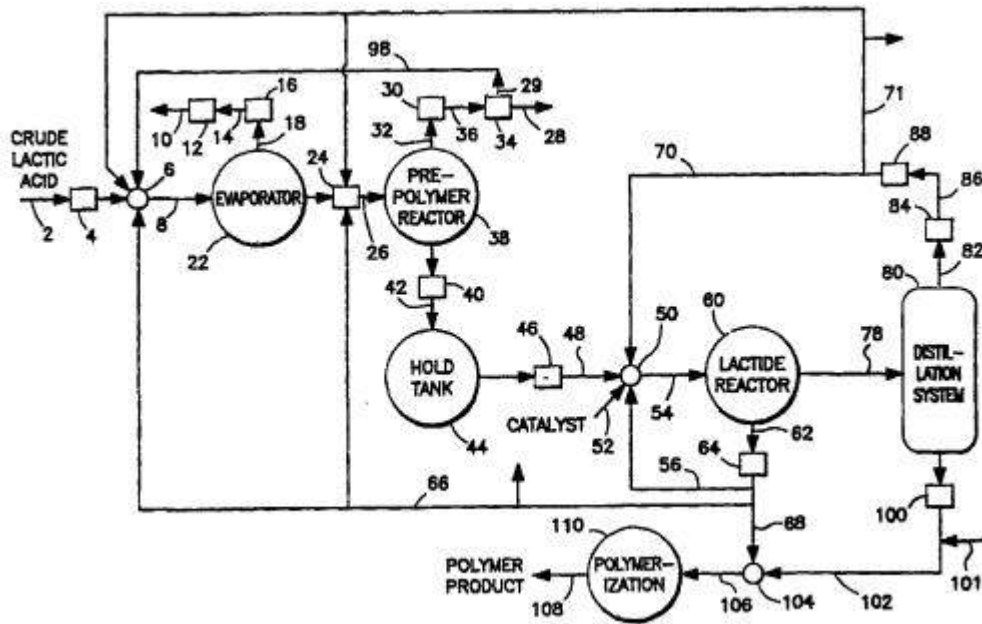 98
16
30
29
71
10
12
14
18
32
36
34
28
88
CRUDE
LACTIC
ACID
24
PRE-
POLYMER
REACTOR
70
86
6
EVAPORATOR
84
2
4
8
22
26
38
82
80
42
40
60
46
48
50
78
HOLD
TANK
LACTIDE
REACTOR
DISTIL-
LATION
SYSTEM
CATALYST
52
54
62
44
64
56
66
100
110
68
POLYMER
PRODUCT
POLYMER-
IZATION
101
108
106
104
102